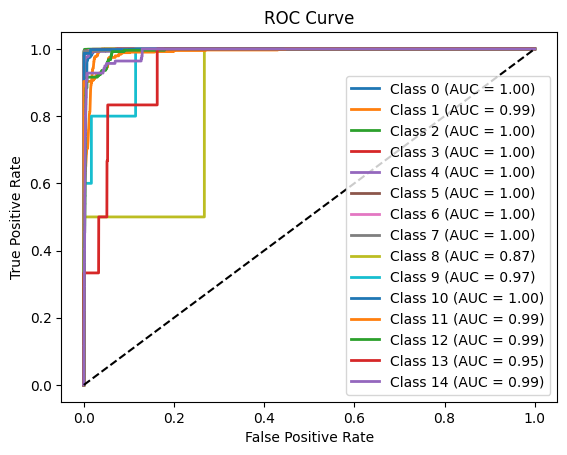 ROC Curve
True Positive Rate
1.0
0.8
0.6
0.4
0.2
0.0
Class 0 (AUC = 1.00)
Class 1 (AUC = 0.99)
Class 2 (AUC = 1.00)
Class 3 (AUC = 1.00)
Class 4 (AUC = 1.00)
Class 5 (AUC = 1.00)
Class 6 (AUC = 1.00)
Class 7 (AUC = 1.00)
Class 8 (AUC = 0.87)
Class 9 (AUC = 0.97)
Class 10 (AUC = 1.00)
Class 11 (AUC = 0.99)
Class 12 (AUC = 0.99)
Class 13 (AUC = 0.95)
Class 14 (AUC = 0.99)
0.0 0.2 0.4 0.6 0.8 1.0
False Positive Rate